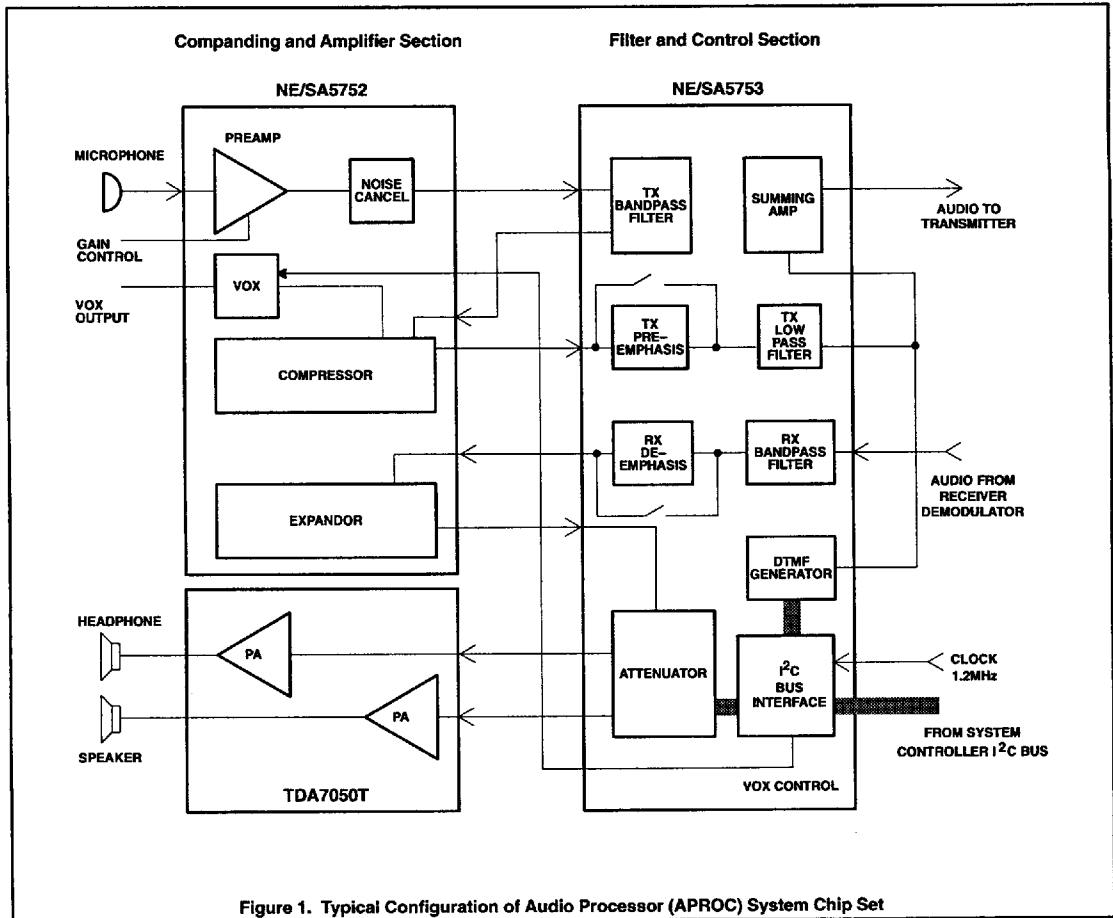 Companding and Amplifier Section
Filter and Control Section
NE/SA5752
NE/SA5753
MICROPHONE
PREAMP
NOISE
CANCEL
GAIN
CONTROL
VOX
VOX
OUTPUT
COMPRESSOR
EXPANDOR
TX
BANDPASS
FILTER
SUMMING
AMP
AUDIO TO
TRANSMITTER
TX
PRE–
EMPHASIS
TX
LOW
PASS
FILTER
RX
DE–
EMPHASIS
RX
BANDPASS
FILTER
AUDIO FROM
RECEIVER
DEMODULATOR
DTMF
GENERATOR
HEADPHONE
PA
SPEAKER
PA
TDA7050T
ATTENUATOR
I2C
BUS
INTERFACE
CLOCK
1.2MHz
FROM SYSTEM
CONTROLLER I2C BUS
VOX CONTROL
Figure 1. Typical Configuration of Audio Processor (APROC) System Chip Set